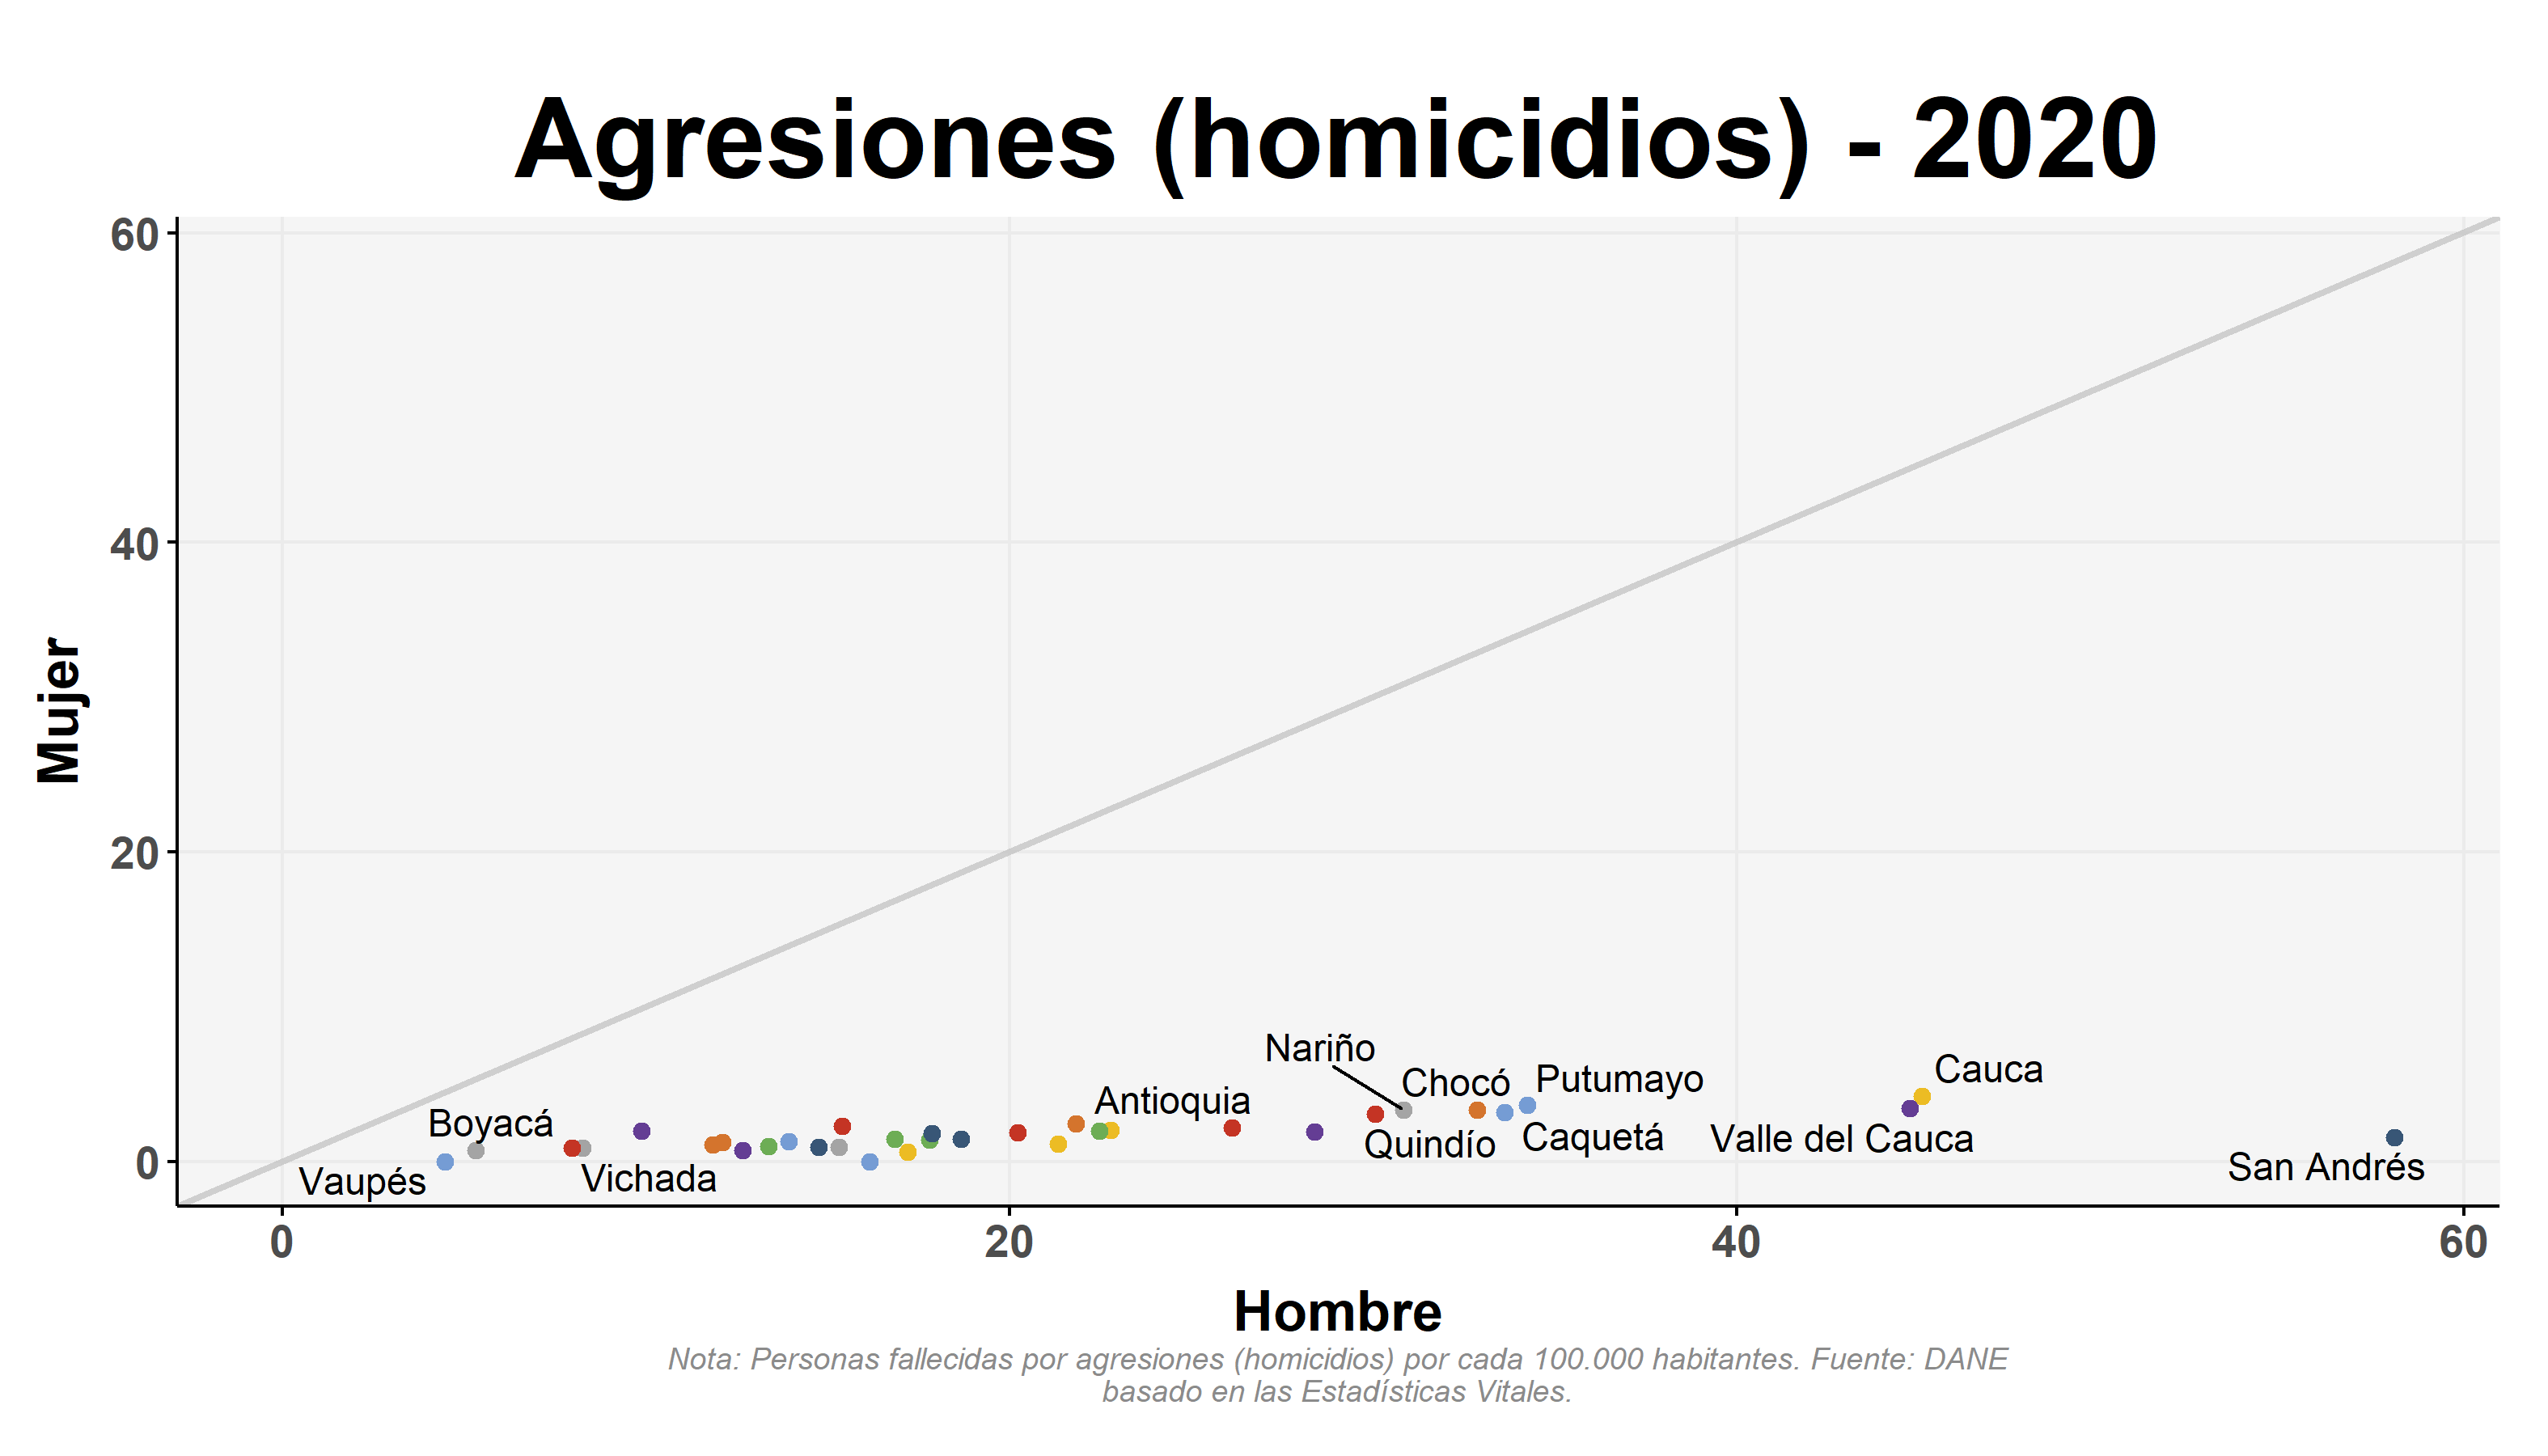 Agresiones (homicidios) - 2020
60
40
20
0
Mujer
Nariño
Chocó
Putumayo
Cauca
Antioquia
Boyacá
Quindío
Caquetá
Valle del Cauca
San Andrés
Vaupés
Vichada
0
20
40
60
Hombre
Nota: Personas fallecidas por agresiones (homicidios) por cada 100.000 habitantes. Fuente: DANE
basado en las Estadísticas Vitales.